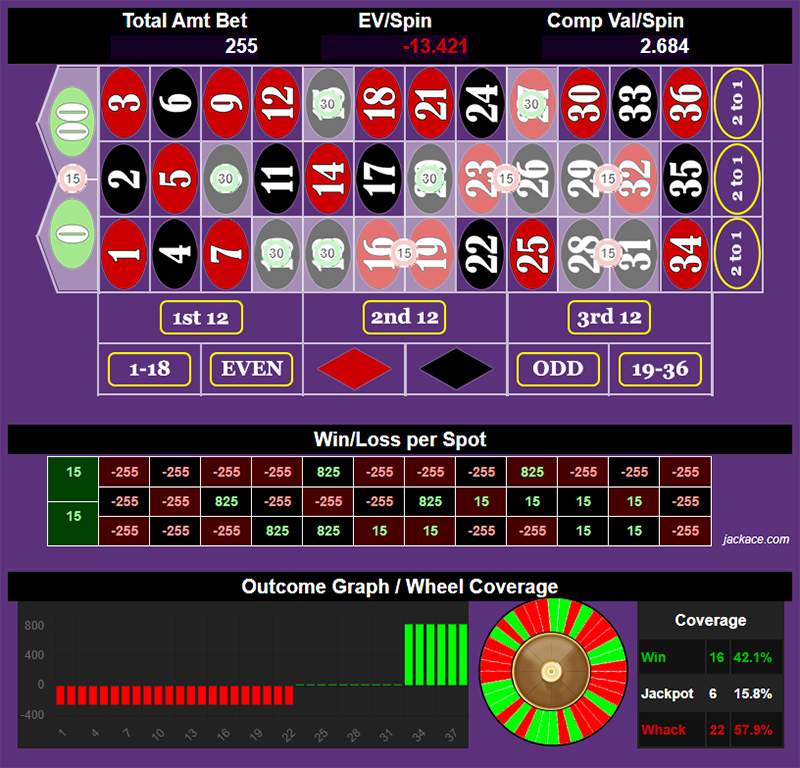 Total Amt Bet EV/Spin Comp Val/Spin
255 -13.421 2.684
00 3 6 9 12 30 18 21 24 27 30 30 33 36 2 to 1
15 2 5 30 11 14 17 30 23 15 26 29 15 32 35 2 to 1
0 1 4 7 30 30 16 15 19 22 25 28 15 31 34 2 to 1
1st 12 2nd 12 3rd 12
1-18 EVEN ODD 19-36
Win/Loss per Spot
15 -255 -255 -255 -255 825 -255 -255 -255 825 -255 -255 -255
-255 -255 825 -255 -255 -255 825 15 15 15 15 -255
15 -255 -255 -255 825 825 15 15 -255 -255 15 15 -255
jackace.com
Outcome Graph / Wheel Coverage
800
400
0
-400
1 4 7 10 13 16 19 22 25 28 31 34 37
Coverage
Win 16 42.1%
Jackpot 6 15.8%
Whack 22 57.9%